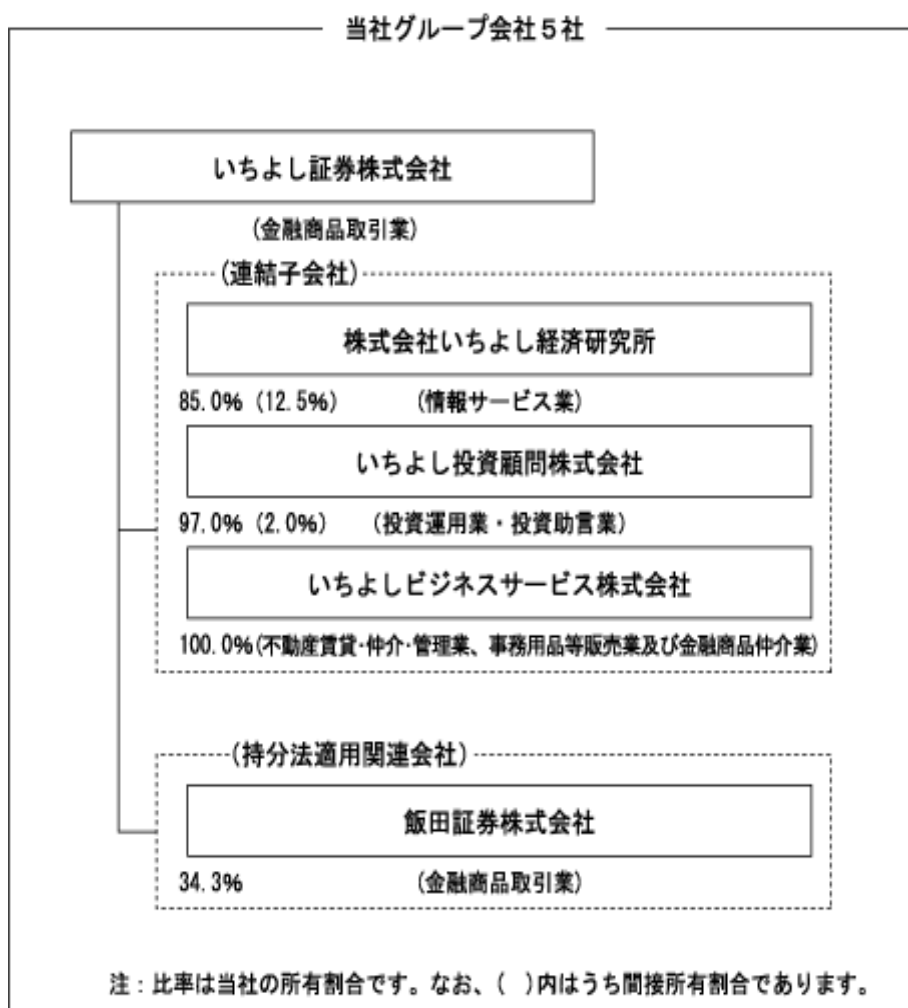 当社グループ会社５社
いちよし証券株式会社
(金融商品取引業)
(連結子会社)
株式会社いちよし経済研究所
85.0% (12.5%) (情報サービス業)
いちよし投資顧問株式会社
97.0% (2.0%) (投資運用業・投資助言業)
いちよしビジネスサービス株式会社
100.0%(不動産賃貸･仲介･管理業、事務用品等販売業及び金融商品仲介業)
(持分法適用関連会社)
飯田証券株式会社
34.3% (金融商品取引業)
注：比率は当社の所有割合です。なお、( )内はうち間接所有割合であります。